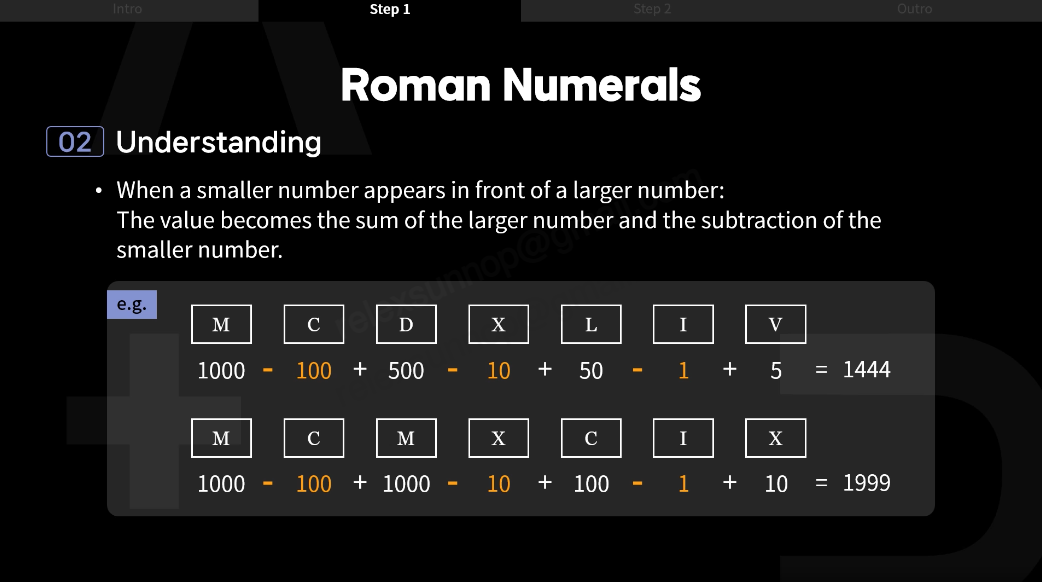 Intro Step 1 Step 2 Outro
Roman Numerals
02 Understanding
• When a smaller number appears in front of a larger number:
The value becomes the sum of the larger number and the subtraction of the
smaller number.
e.g.
M C D X L I V
1000 - 100 + 500 - 10 + 50 - 1 + 5 = 1444
M C M X C I X
1000 - 100 + 1000 - 10 + 100 - 1 + 10 = 1999